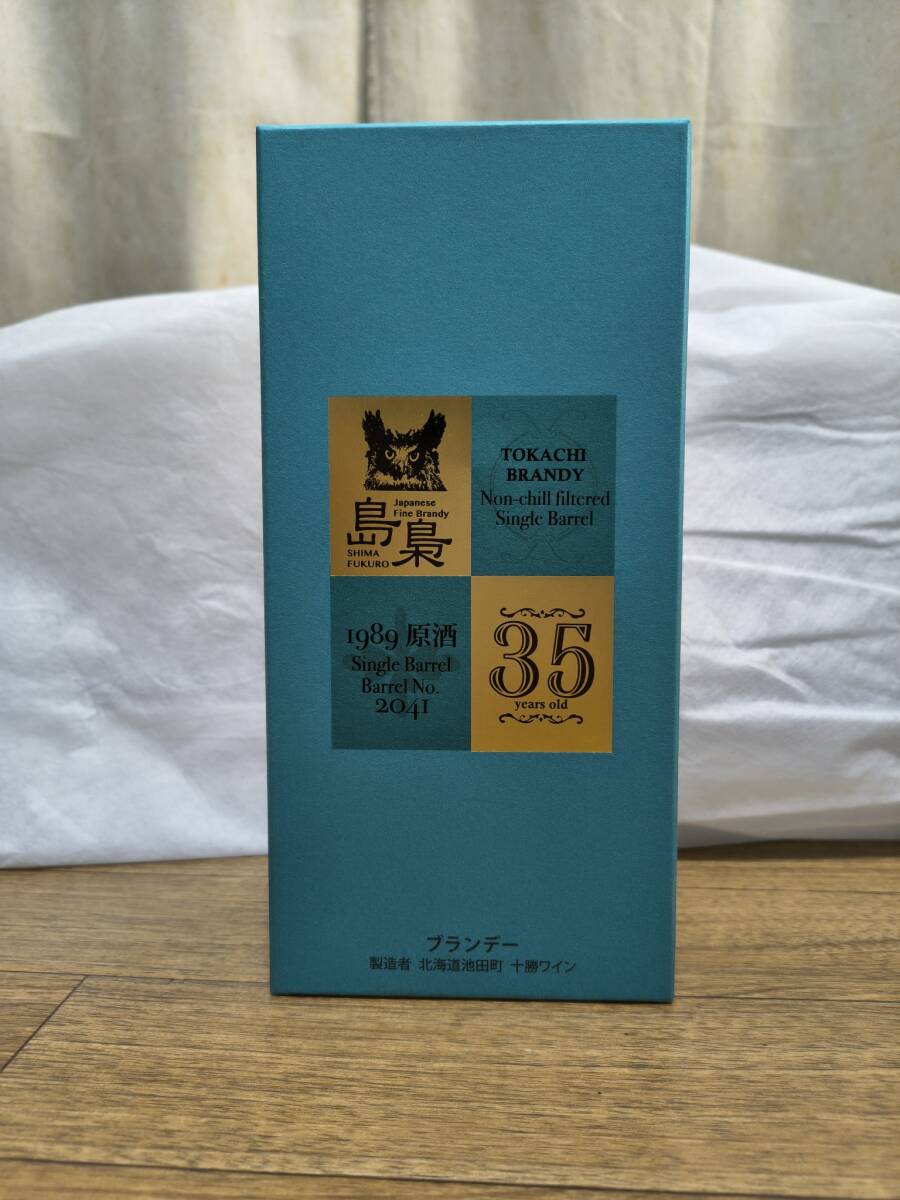 Japanese
Fine Brandy
島梟
SHIMA
FUKURO
TOKACHI
BRANDY
Non-chill filtered
Single Barrel
1989 原酒
Single Barrel
Barrel No.
2041
35
years old
ブランデー
製造者 北海道池田町 十勝ワイン